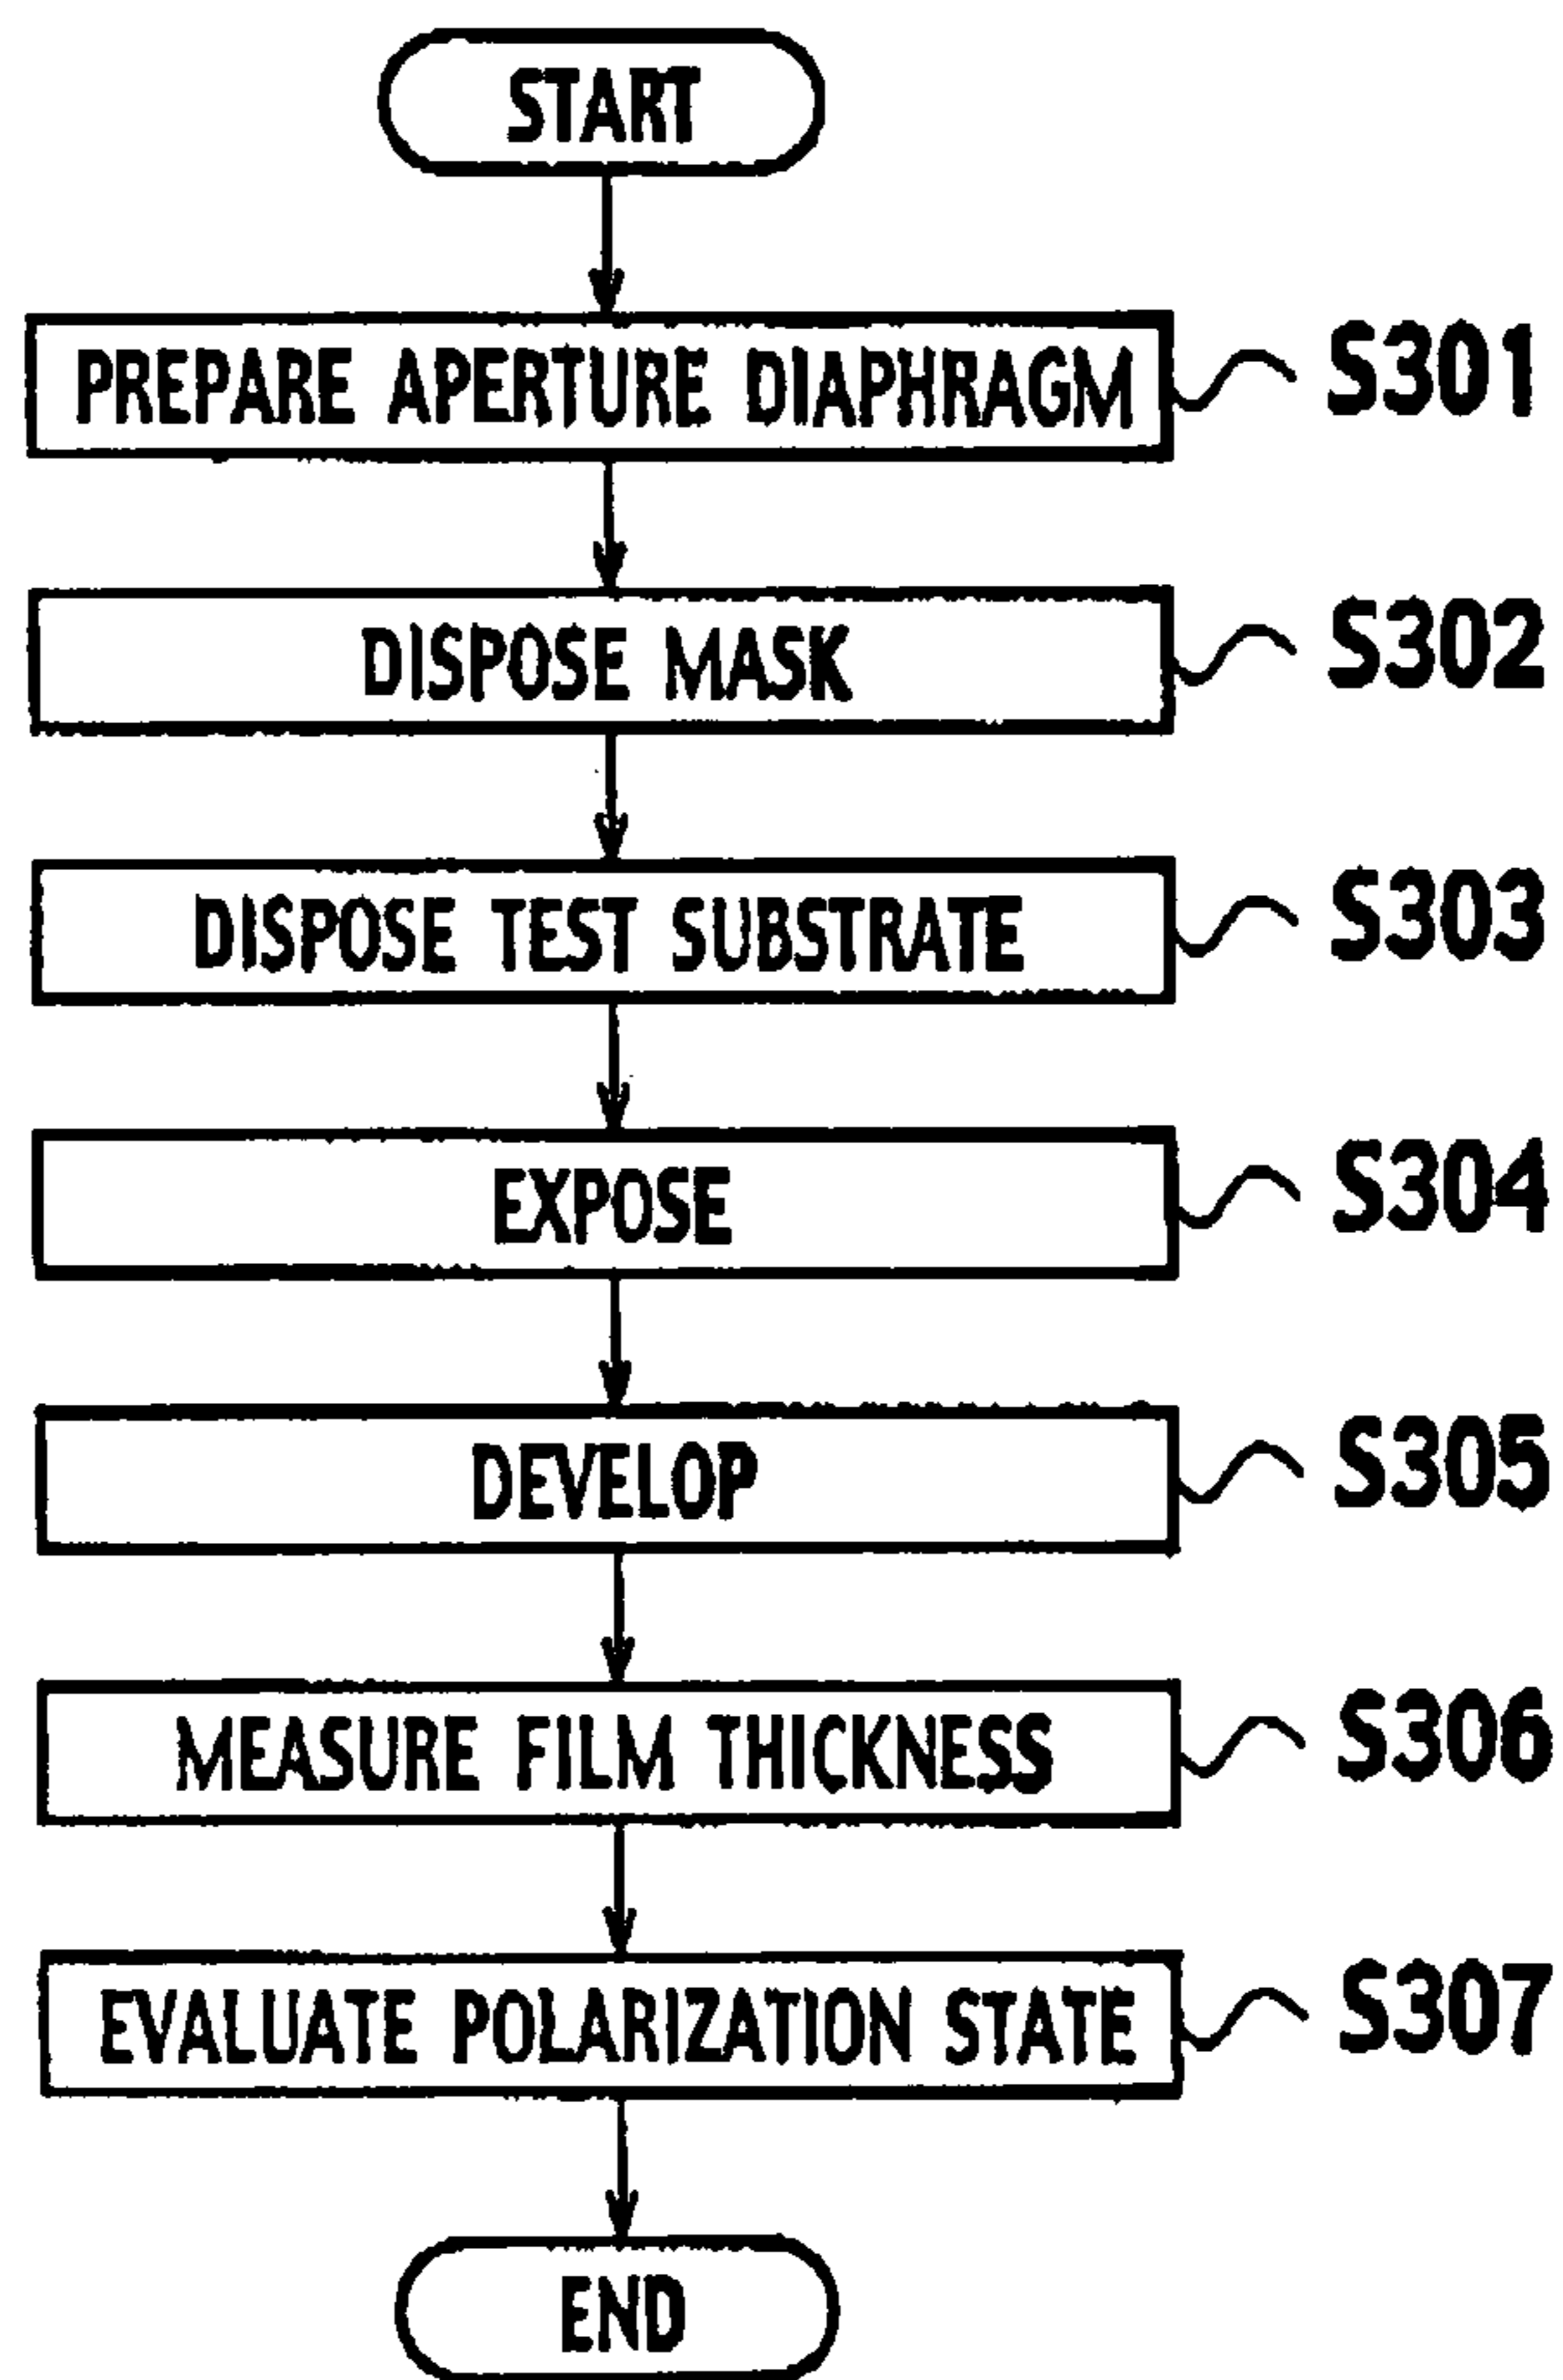 START
PREPARE APERTURE DIAPHRAGM S301
DISPOSE MASK S302
DISPOSE TEST SUBSTRATE S303
EXPOSE S304
DEVELOP S305
MEASURE FILM THICKNESS S306
EVALUATE POLARIZATION STATE S307
END